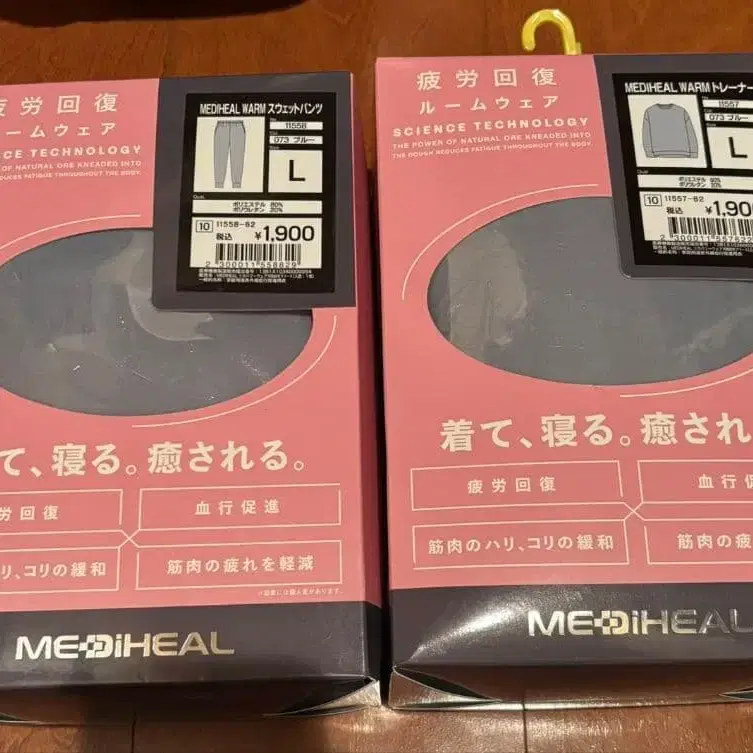 疲労回復
ルームウェア
CE TECHNOLOGY
OF NATURAL ORE KNEADED INTO
REDUCES FATIGUE THROUGHOUT THE BODY.
MEDIHEAL WARM スウェットパンツ
11558
073 ブルー
L
ポリエステル 80%
ポリウレタン 20%
10 11558-62
税込 ¥1,900
2300011558629
て、寝る。癒される。
労回復
血行促進
リ、コリの緩和
筋肉の疲れを軽減
MEDiHEAL
疲労回復
ルームウェア
SCIENCE TECHNOLOGY
THE POWER OF NATURAL ORE KNEADED INTO
THE DOUGH REDUCES FATIGUE THROUGHOUT THE BODY.
MEDIHEAL WARM トレーナー
11557
073 ブルー
L
10 11557-62
税込 ¥1,90
着て、寝る。癒され
疲労回復
血行
筋肉のハリ、コリの緩和
筋肉の疲
MEDiHEAL